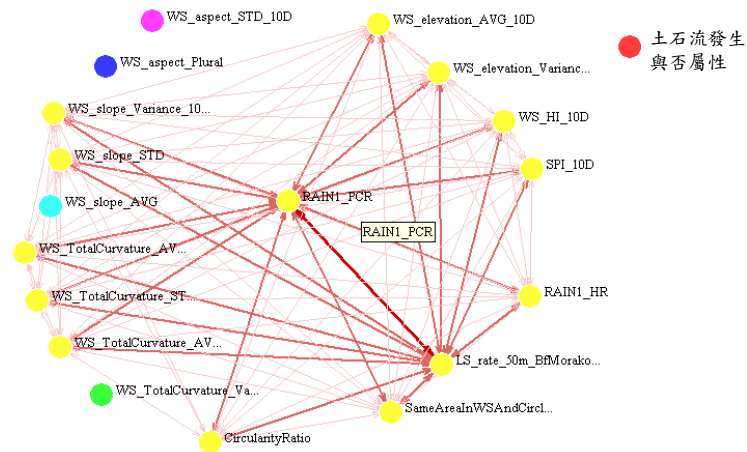 WS_aspect_STD_10D
WS_elevation_AVG_10D
土石流發生
與否屬性
WS_aspect_Plural
WS_elevation_Varianc...
WS_slope_Variance_10...
WS_HI_10D
WS_slope_STD
SPI_10D
WS_slope_AVG
RAIN1_PCR
RAIN1_PCR
WS_TotalCurvature_AV...
WS_TotalCurvature_ST...
RAIN1_HR
WS_TotalCurvature_AV...
LS_rate_50m_BfMorako...
WS_TotalCurvature_Va...
SameAreaInWSAndCircl...
CircularityRatio